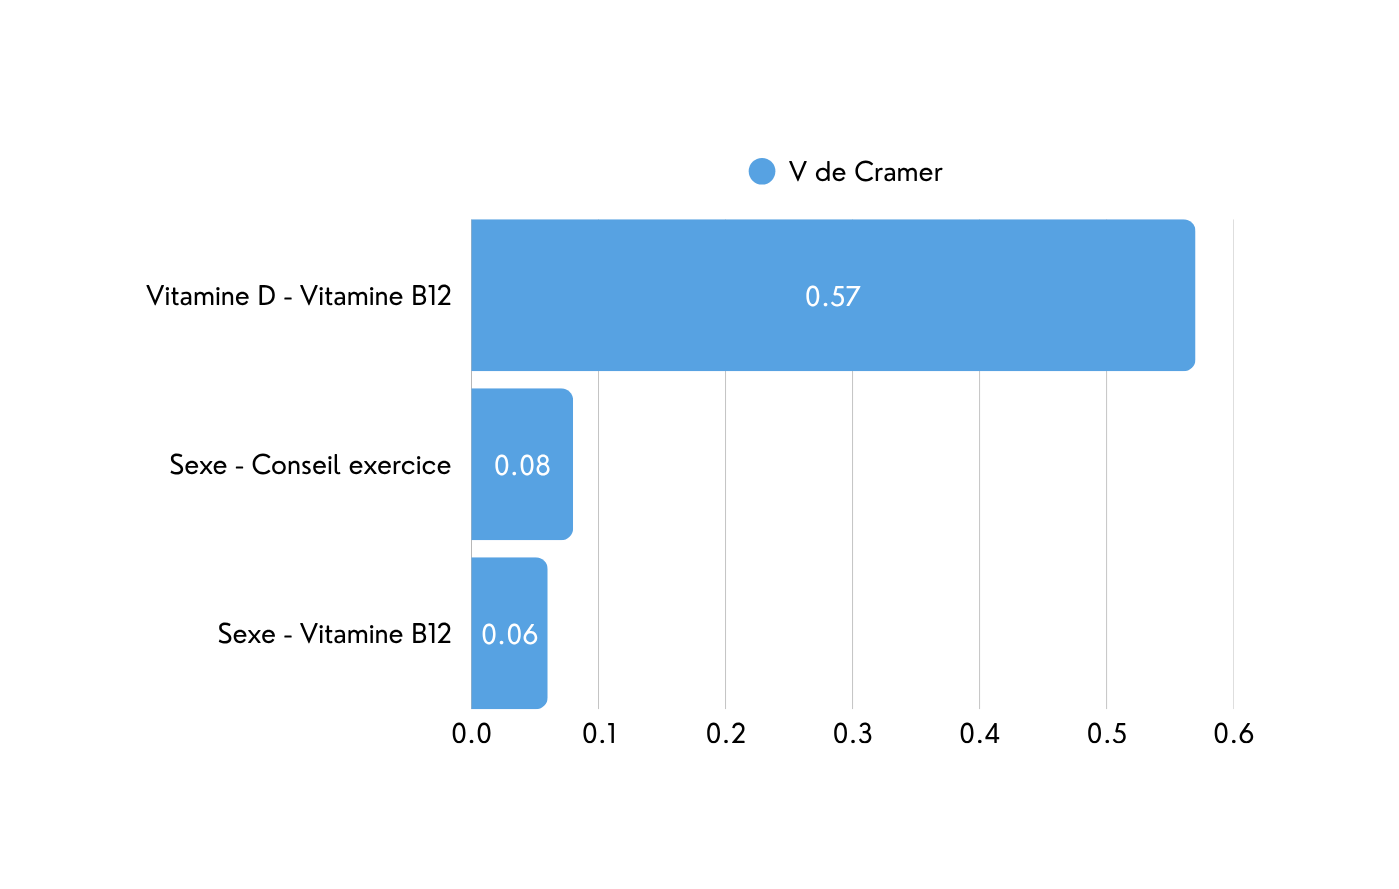 V de Cramer
Vitamine D - Vitamine B12
0.57
Sexe - Conseil exercice
0.08
Sexe - Vitamine B12
0.06
0.0 0.1 0.2 0.3 0.4 0.5 0.6